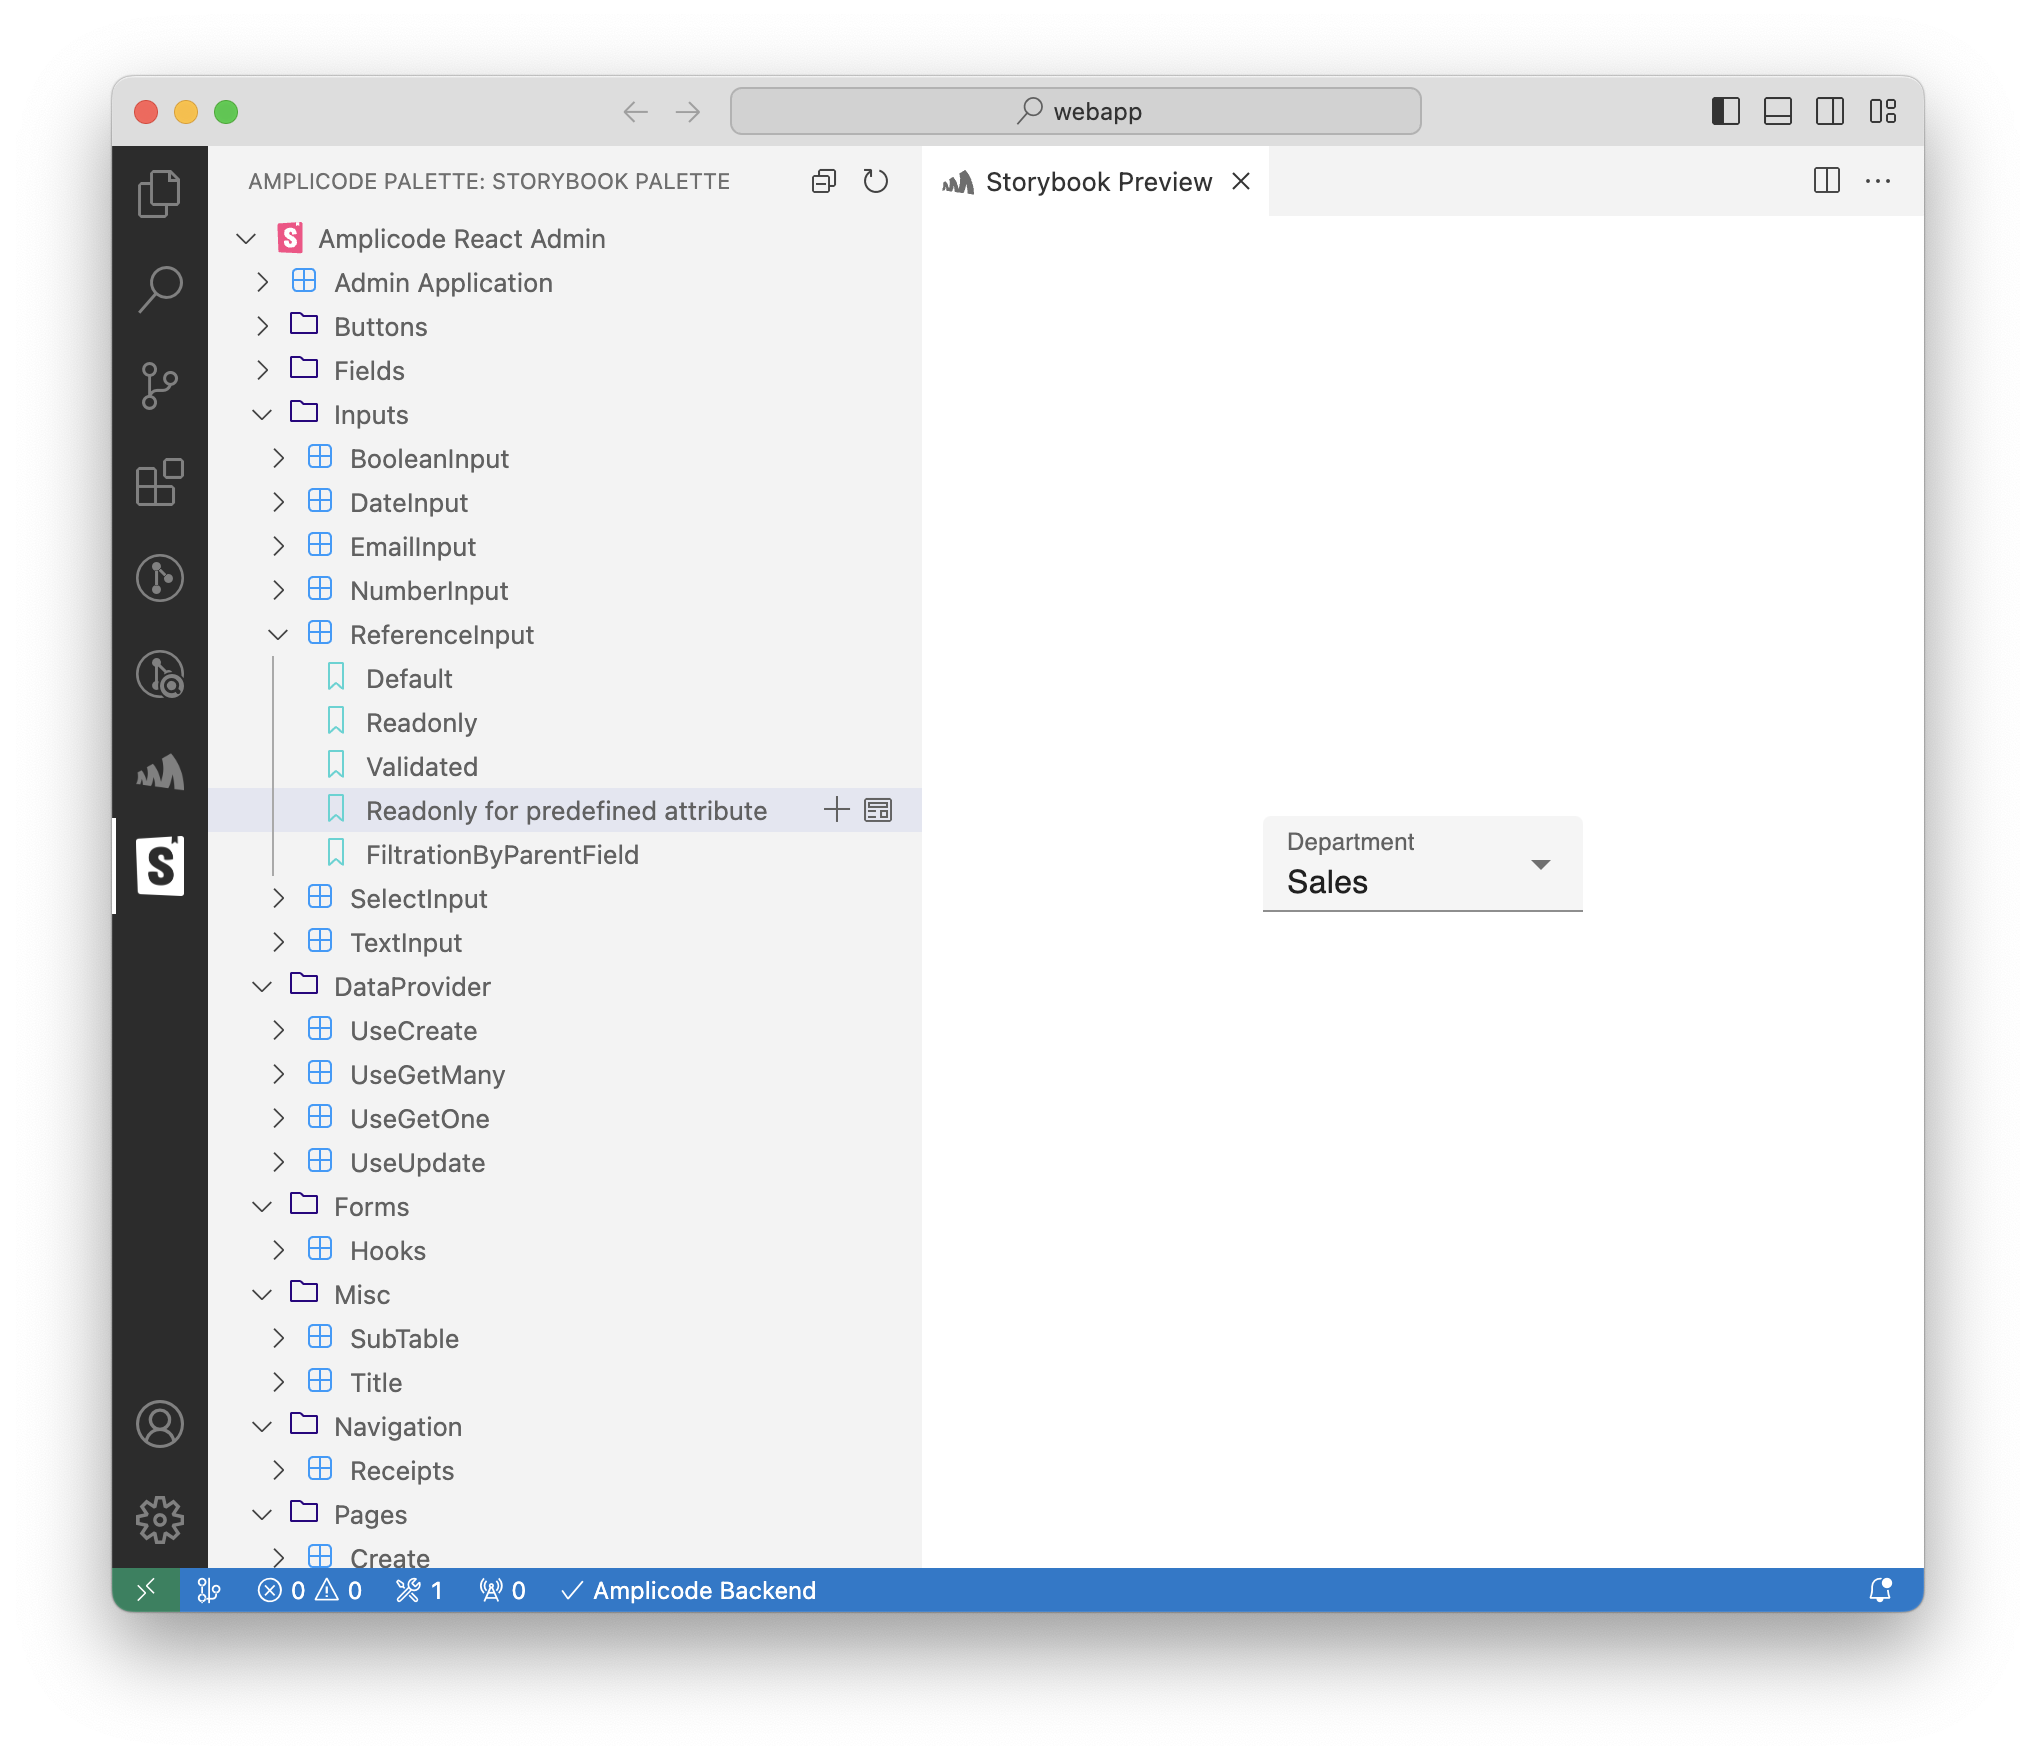 webapp
AMPLICODE PALETTE: STORYBOOK PALETTE
Storybook Preview
Amplicode React Admin
Admin Application
Buttons
Fields
Inputs
BooleanInput
DateInput
EmailInput
NumberInput
ReferenceInput
Default
Readonly
Validated
Readonly for predefined attribute
FiltrationByParentField
SelectInput
TextInput
DataProvider
UseCreate
UseGetMany
UseGetOne
UseUpdate
Forms
Hooks
Misc
SubTable
Title
Navigation
Receipts
Pages
Create
Department
Sales
0 0 1 0 Amplicode Backend